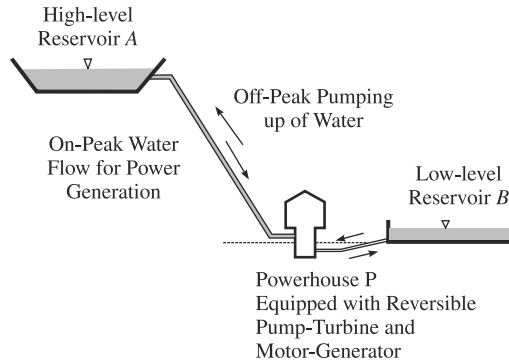 High-level
Reservoir A
Off-Peak Pumping
up of Water
On-Peak Water
Flow for Power
Generation
Low-level
Reservoir B
Powerhouse P
Equipped with Reversible
Pump-Turbine and
Motor-Generator